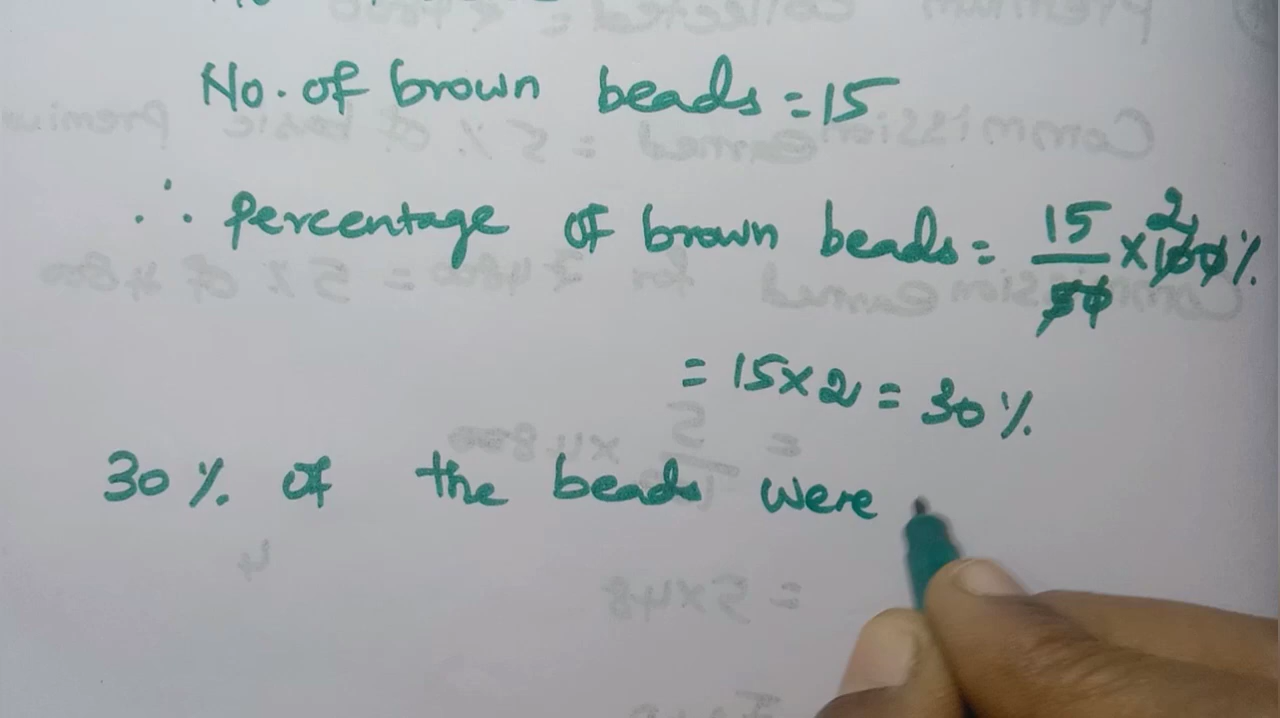 No. of brown beads = 15
∴ Percentage of brown beads = 15/50 × 100 2 %
= 15 × 2 = 30 %
30 % of the beads were